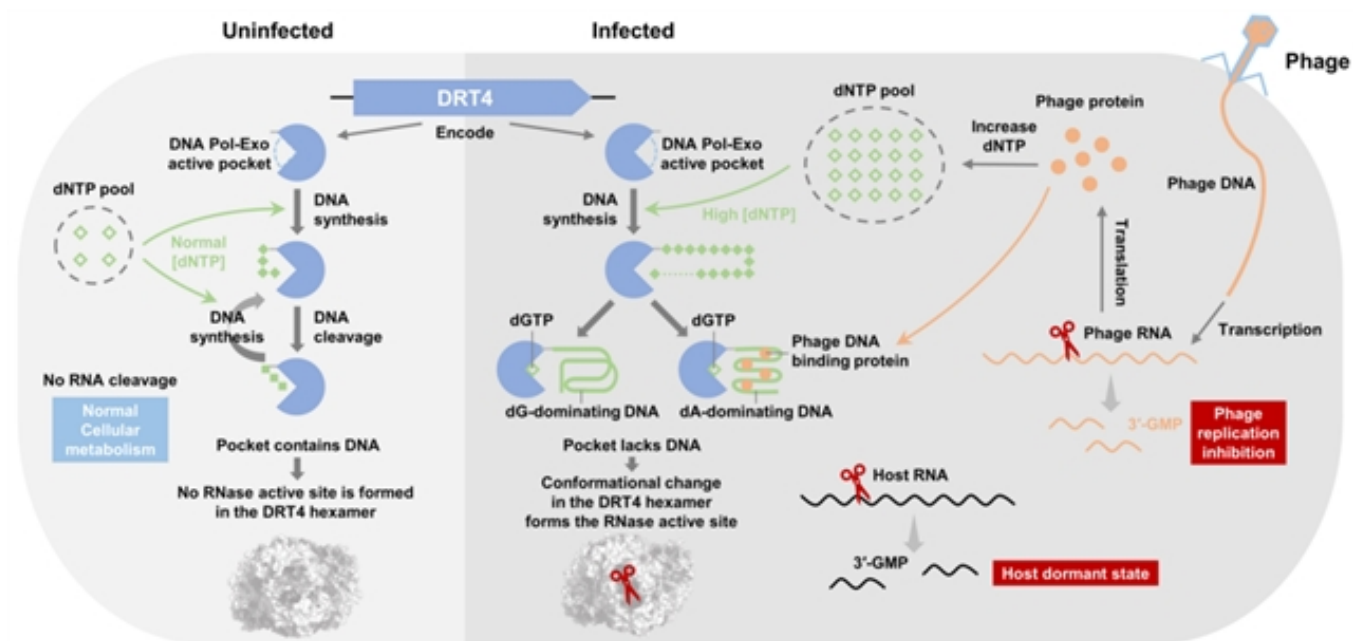 Uninfected
Infected
Phage
DRT4
Encode
DNA Pol-Exo
active pocket
DNA Pol-Exo
active pocket
dNTP pool
DNA
synthesis
Normal
[dNTP]
DNA
synthesis
DNA
cleavage
No RNA cleavage
Normal
Cellular
metabolism
Pocket contains DNA
No RNase active site is formed
in the DRT4 hexamer
dNTP pool
Increase
dNTP
Phage protein
Phage DNA
DNA
synthesis
High [dNTP]
Translation
dGTP
dGTP
Phage DNA
binding protein
Phage RNA
Transcription
dG-dominating DNA
dA-dominating DNA
3″-GMP
Phage
replication
inhibition
Pocket lacks DNA
Conformational change
in the DRT4 hexamer
forms the RNase active site
Host RNA
3″-GMP
Host dormant state